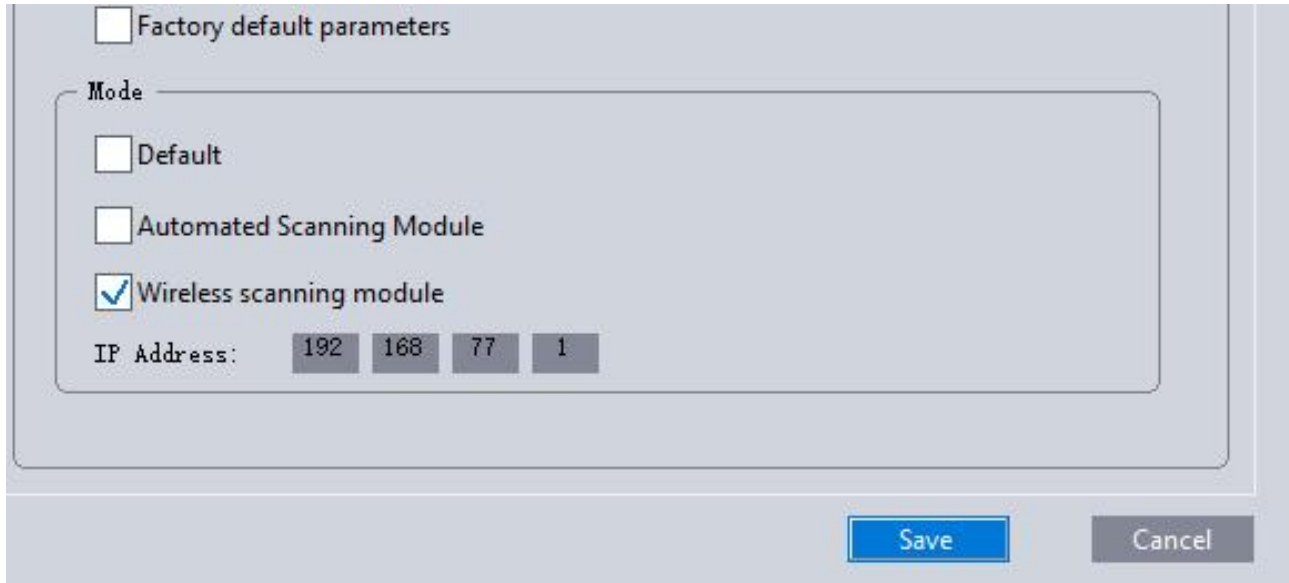 Factory default parameters
Mode
Default
Automated Scanning Module
Wireless scanning module
IP Address: 192 168 77 1
Save Cancel